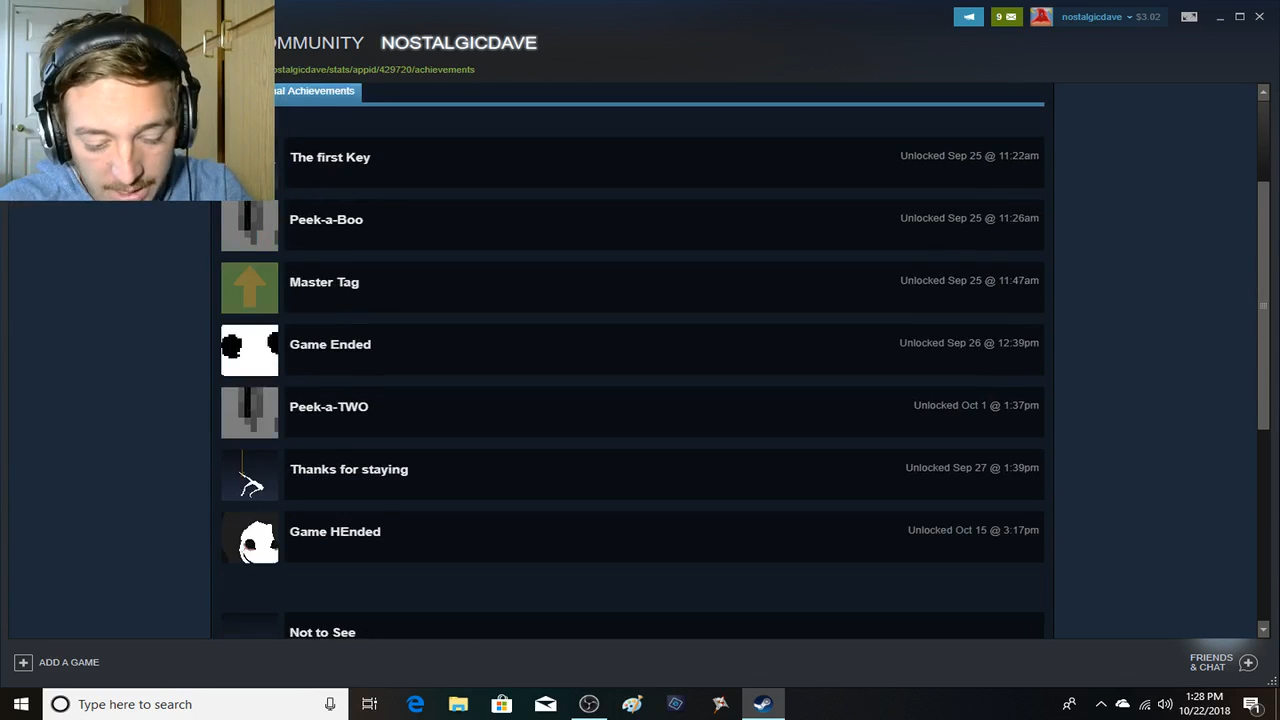 9
nostalgicdave
$3.02
OMMUNITY NOSTALGICDAVE
ostalgicdave/stats/appid/429720/achievements
nal Achievements
The first Key
Unlocked Sep 25 @ 11:22am
Peek-a-Boo
Unlocked Sep 25 @ 11:26am
Master Tag
Unlocked Sep 25 @ 11:47am
Game Ended
Unlocked Sep 26 @ 12:39pm
Peek-a-TWO
Unlocked Oct 1 @ 1:37pm
Thanks for staying
Unlocked Sep 27 @ 1:39pm
Game HEnded
Unlocked Oct 15 @ 3:17pm
Not to See
ADD A GAME
FRIENDS
& CHAT
Type here to search
1:28 PM
10/22/2018
1